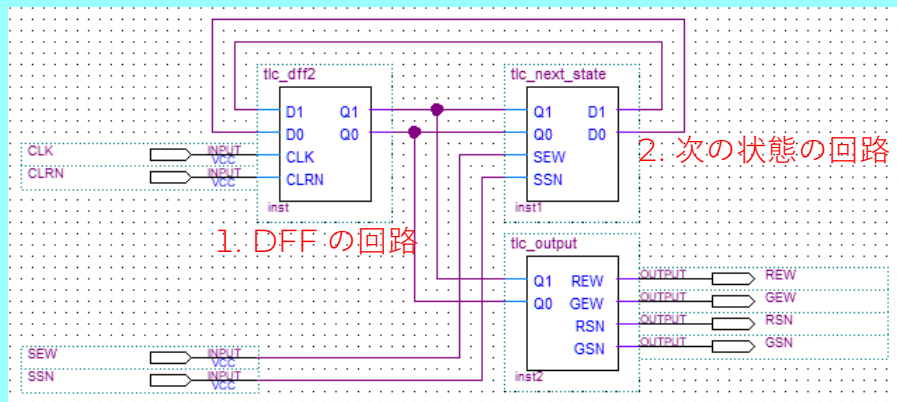 tlc_dff2
D1 Q1
D0 Q0
CLK
CLRN
inst
tlc_next_state
Q1 D1
Q0 D0
SEW
SSN
inst1
CLK INPUT
VCC
CLRN INPUT
VCC
2. 次の状態の回路
1. DFF の回路
tlc_output
Q1 REW
Q0 GEW
RSN
GSN
inst2
OUTPUT REW
OUTPUT GEW
OUTPUT RSN
OUTPUT GSN
SEW INPUT
VCC
SSN INPUT
VCC